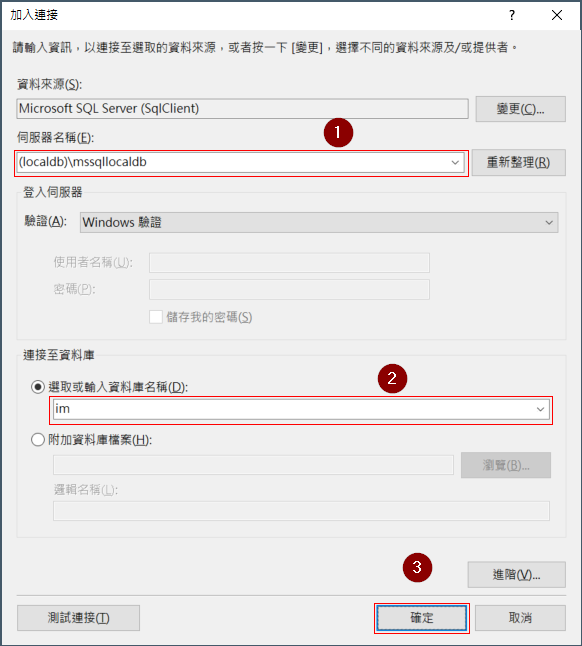 加入連接
?
請輸入資訊，以連接至選取的資料來源，或者按一下 [變更]，選擇不同的資料來源及/或提供者。
資料來源(S):
Microsoft SQL Server (SqlClient)
變更(C)...
1
伺服器名稱(E):
(localdb)\mssqllocaldb
重新整理(R)
登入伺服器
驗證(A):
Windows 驗證
使用者名稱(U):
密碼(P):
儲存我的密碼(S)
連接至資料庫
2
選取或輸入資料庫名稱(D):
im
附加資料庫檔案(H):
瀏覽(B)...
邏輯名稱(L):
3
進階(V)...
測試連接(T)
確定
取消